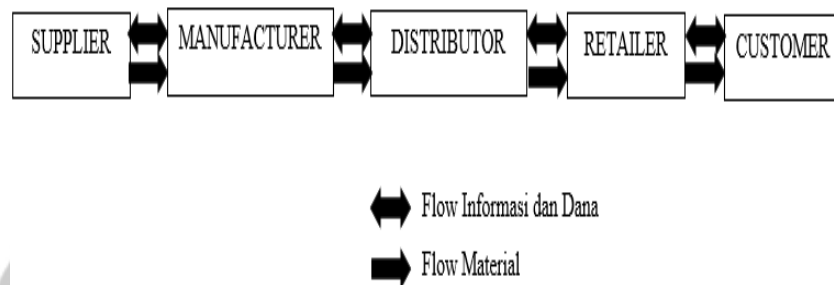 SUPPLIER
MANUFACTURER
DISTRIBUTOR
RETAILER
CUSTOMER
Flow Informasi dan Dana
Flow Material